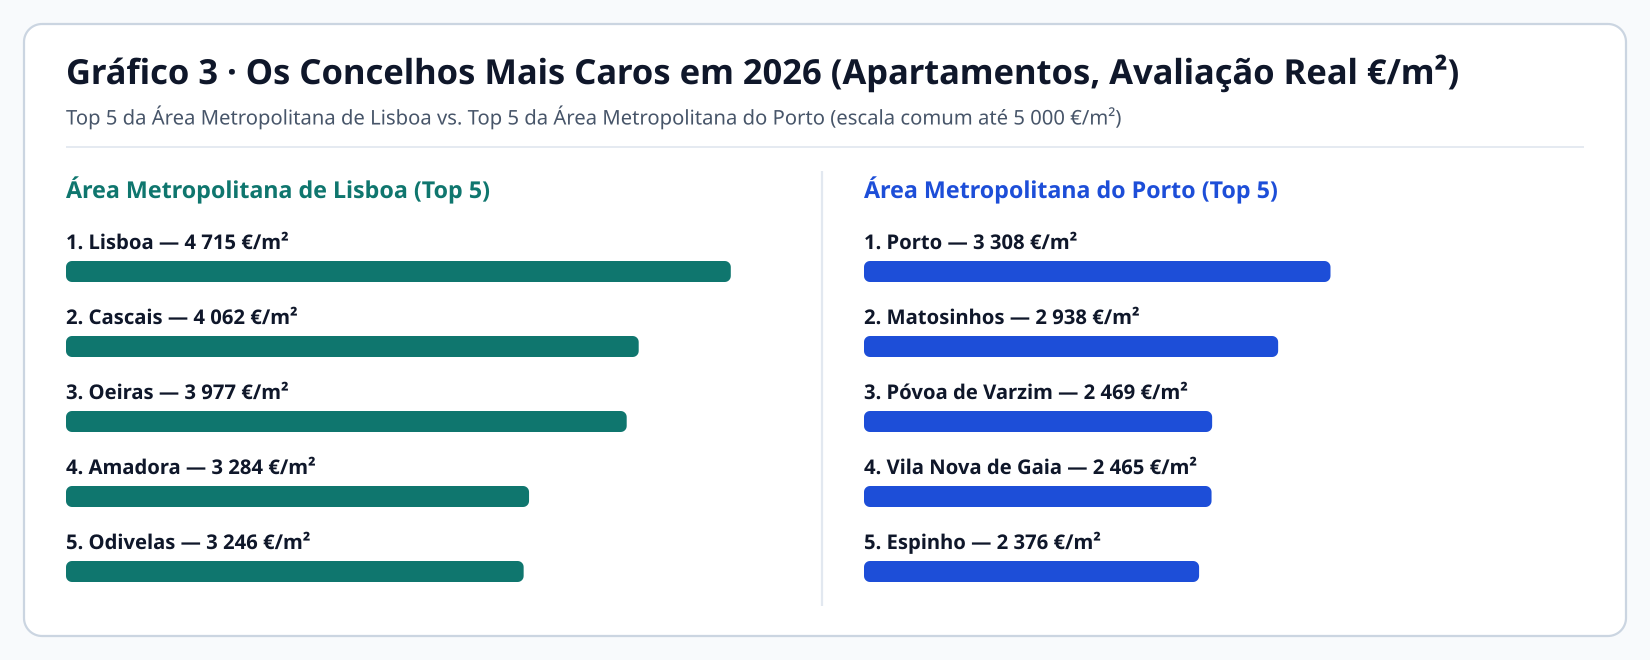 Gráfico 3 · Os Concelhos Mais Caros em 2026 (Apartamentos, Avaliação Real €/m²)
Top 5 da Área Metropolitana de Lisboa vs. Top 5 da Área Metropolitana do Porto (escala comum até 5 000 €/m²)
Área Metropolitana de Lisboa (Top 5)
1. Lisboa — 4 715 €/m²
2. Cascais — 4 062 €/m²
3. Oeiras — 3 977 €/m²
4. Amadora — 3 284 €/m²
5. Odivelas — 3 246 €/m²
Área Metropolitana do Porto (Top 5)
1. Porto — 3 308 €/m²
2. Matosinhos — 2 938 €/m²
3. Póvoa de Varzim — 2 469 €/m²
4. Vila Nova de Gaia — 2 465 €/m²
5. Espinho — 2 376 €/m²